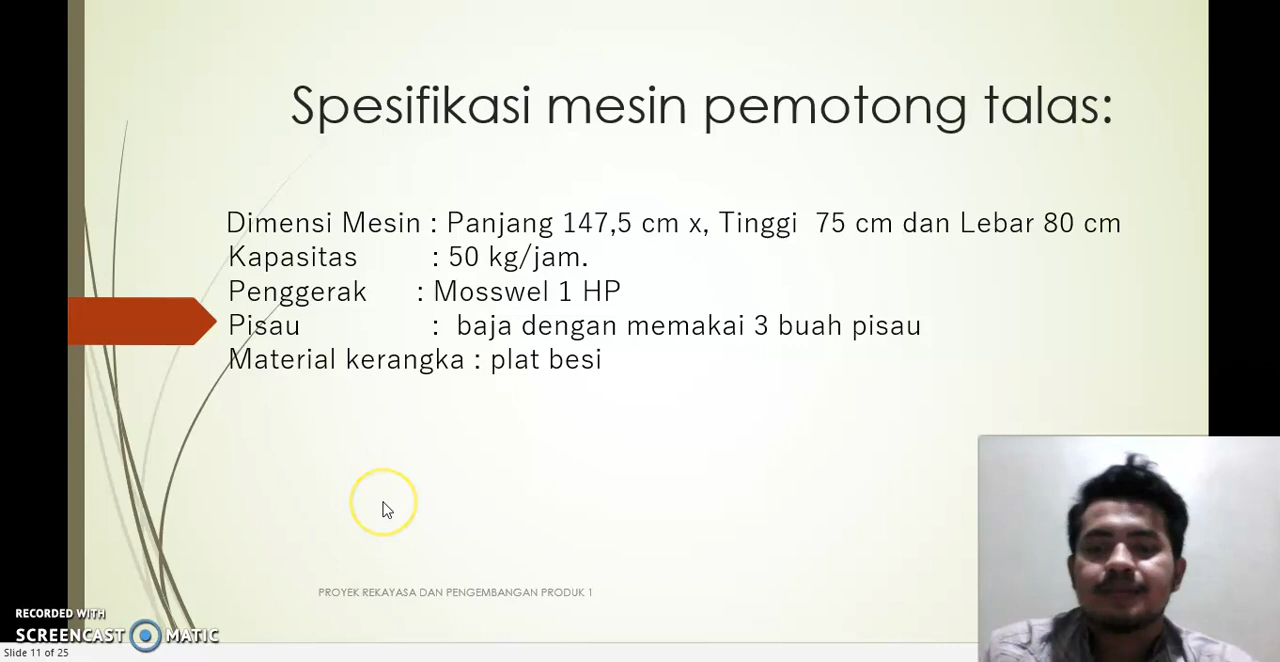 Spesifikasi mesin pemotong talas:
Dimensi Mesin : Panjang 147,5 cm x, Tinggi 75 cm dan Lebar 80 cm
Kapasitas : 50 kg/jam.
Penggerak : Mosswel 1 HP
Pisau : baja dengan memakai 3 buah pisau
Material kerangka : plat besi
PROYEK REKAYASA DAN PENGEMBANGAN PRODUK 1
RECORDED WITH
SCREENCAST MATIC
Slide 11 of 25